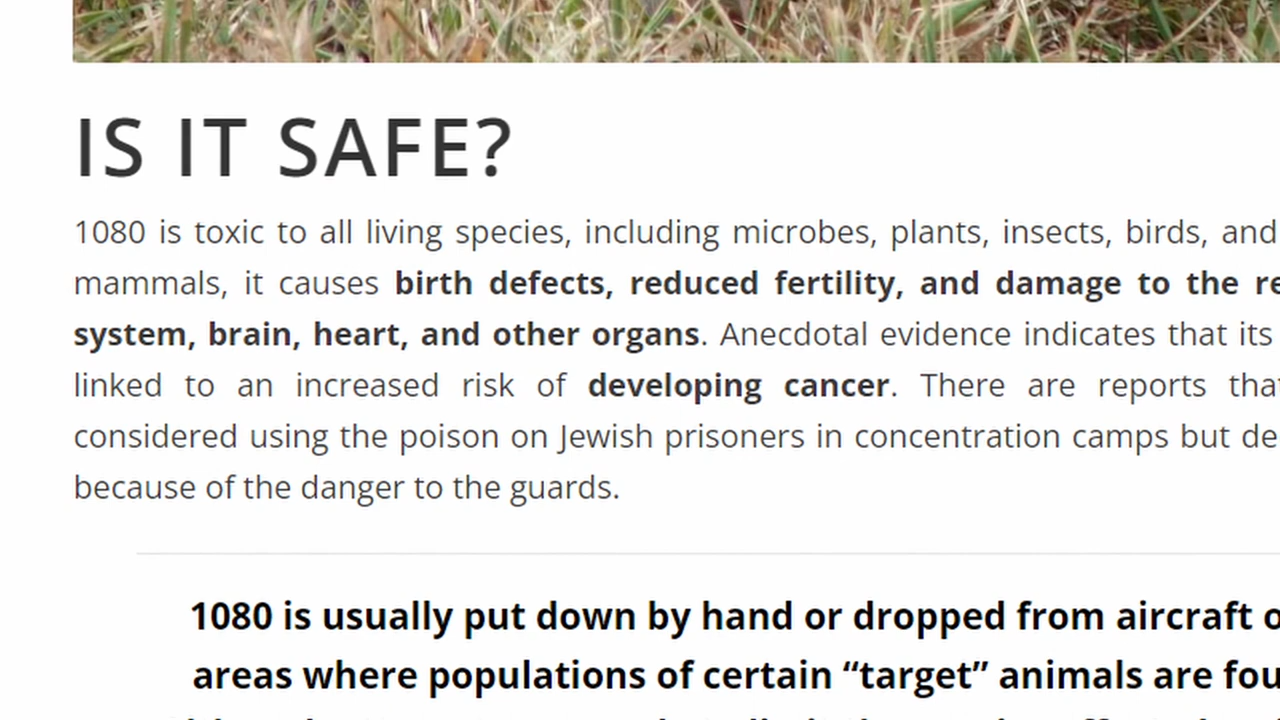 IS IT SAFE?
1080 is toxic to all living species, including microbes, plants, insects, birds, and
mammals, it causes birth defects, reduced fertility, and damage to the
system, brain, heart, and other organs. Anecdotal evidence indicates that its
linked to an increased risk of developing cancer. There are reports
considered using the poison on Jewish prisoners in concentration camps but
because of the danger to the guards.
1080 is usually put down by hand or dropped from aircraft
areas where populations of certain “target” animals are